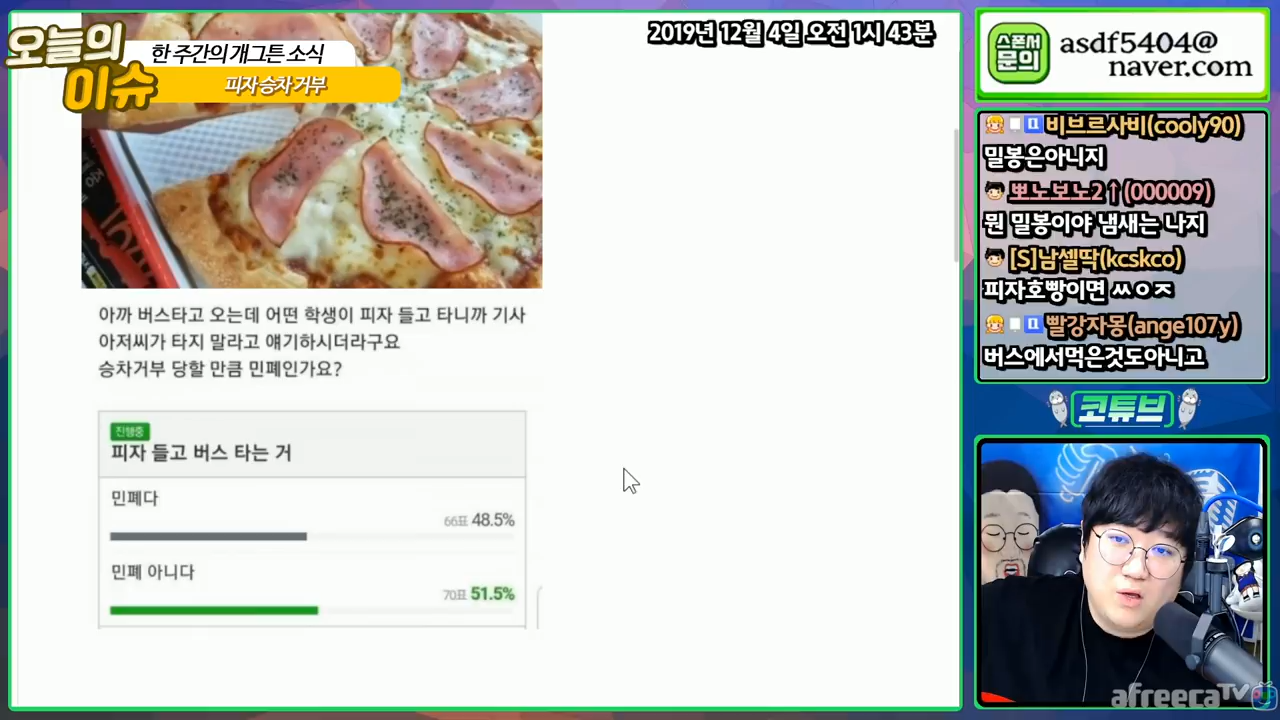 오늘의
이슈
한 주간의 개그튼 소식
피자 승차 거부
2019년 12월 4일 오전 1시 43분
스폰서
문의
asdf5404@
naver.com
비브르사비(cooly90)
밀봉은아니지
뽀노보노2↑(000009)
뭔 밀봉이야 냄새는 나지
[S]남셀딱(kcskco)
피자호빵이면 ㅆㅇㅈ
빨강자몽(ange107y)
버스에서먹은것도아니고
코튜브
아까 버스타고 오는데 어떤 학생이 피자 들고 타니까 기사
아저씨가 타지 말라고 얘기하시더라구요
승차거부 당할 만큼 민폐인가요?
진행중
피자 들고 버스 타는 거
민폐다
66표 48.5%
민폐 아니다
70표 51.5%
afreecaTV